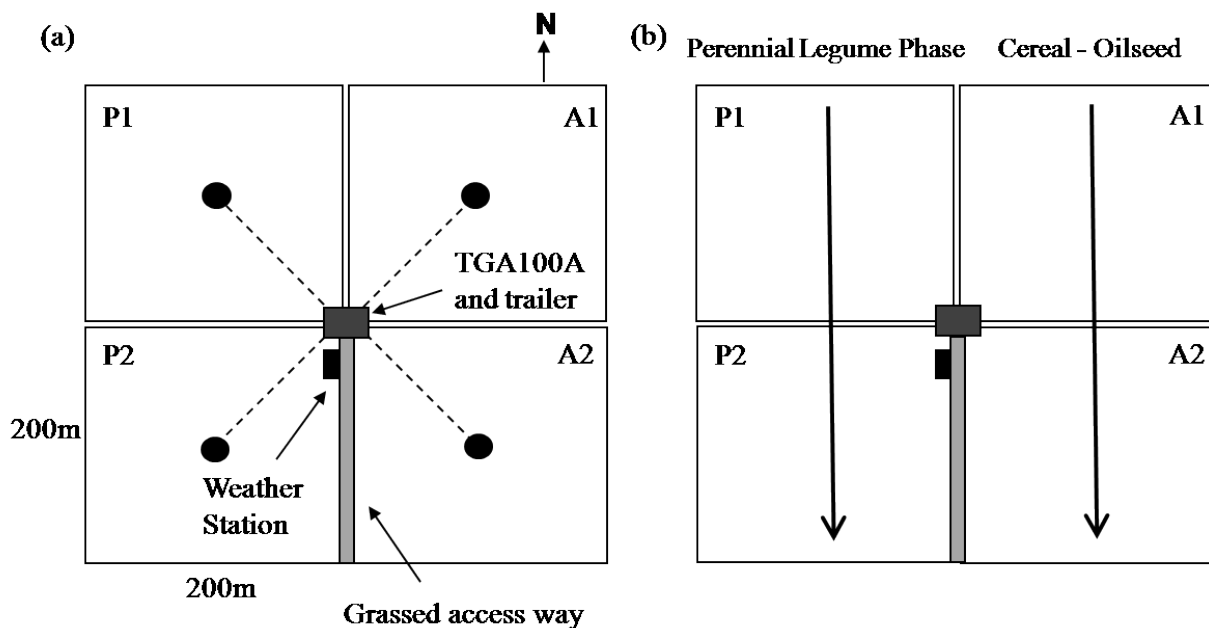 (a)
N
P1
A1
TGA100A
and trailer
P2
A2
200m
Weather
Station
200m
Grassed access way
(b)
Perennial Legume Phase
Cereal - Oilseed
P1
A1
P2
A2